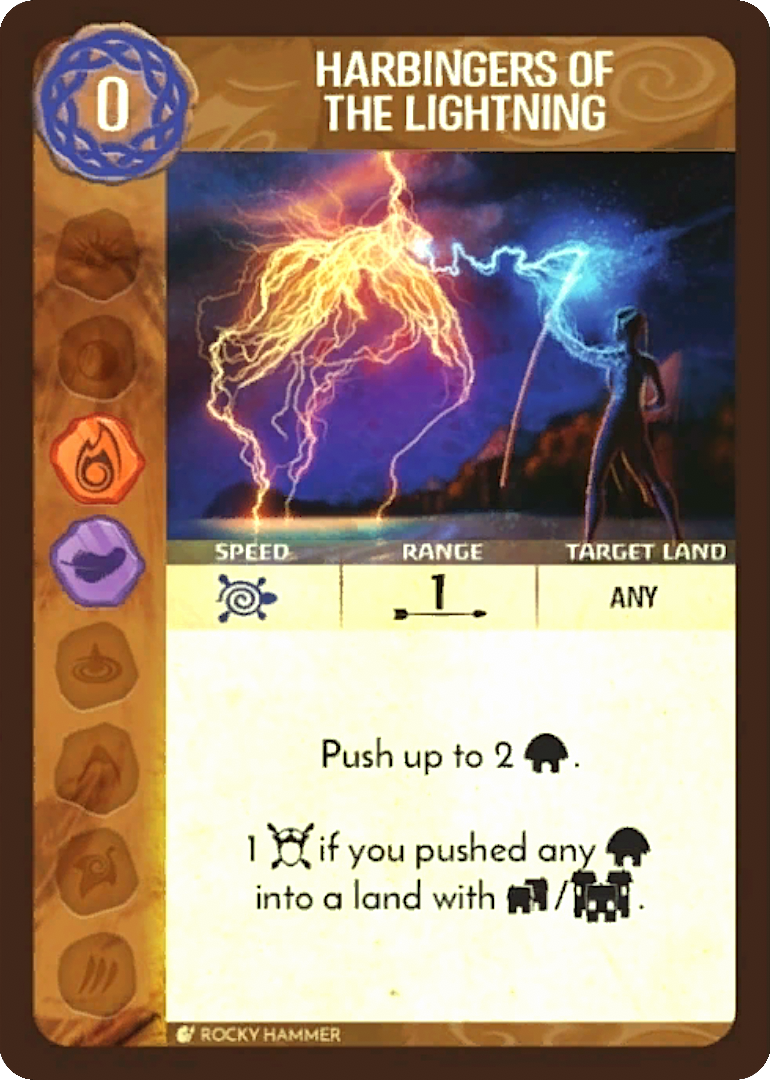 0
HARBINGERS OF
THE LIGHTNING
SPEED RANGE TARGET LAND
1 ANY
Push up to 2 .
1 if you pushed any
into a land with / .
ROCKY HAMMER